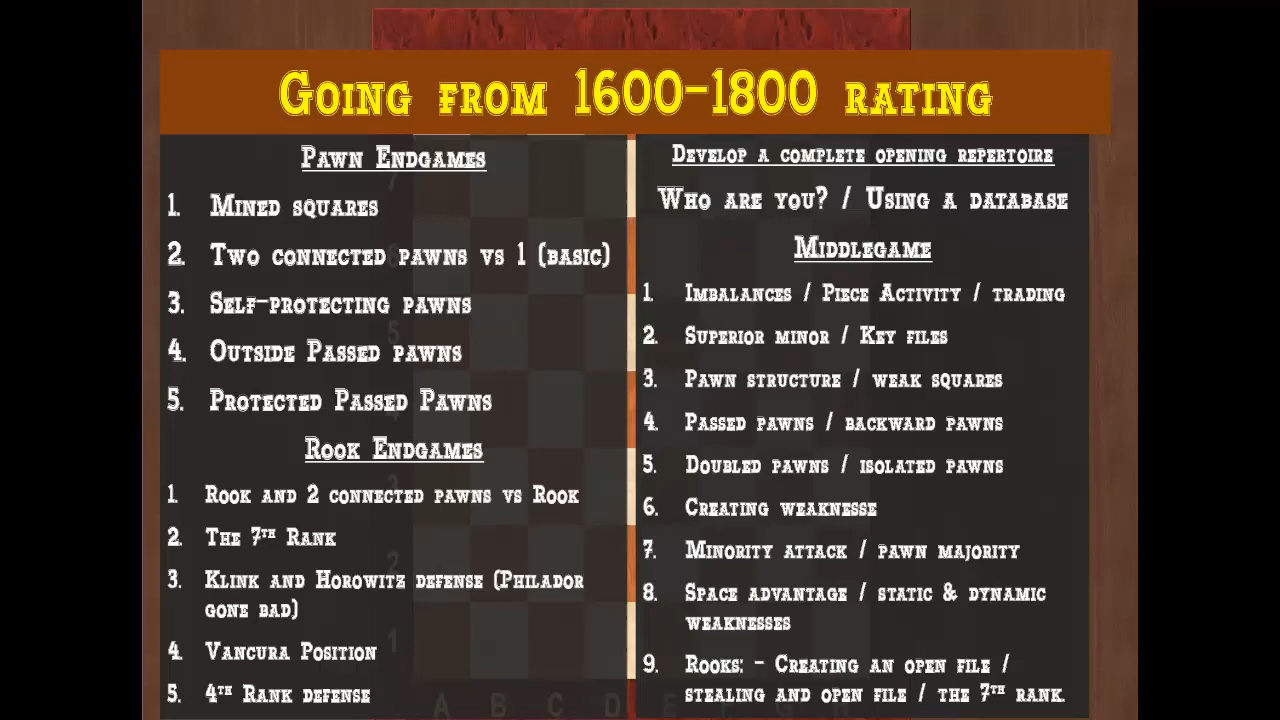 Going from 1600-1800 rating
Pawn Endgames
1. Mined squares
2. Two connected pawns vs 1 (basic)
3. Self-protecting pawns
4. Outside Passed pawns
5. Protected Passed Pawns
Rook Endgames
1. Rook and 2 connected pawns vs Rook
2. The 7th Rank
3. Klink and Horowitz defense (Philador
gone bad)
4. Vancura Position
5. 4th Rank defense
Develop a complete opening repertoire
Who are you? / Using a database
Middlegame
1. Imbalances / Piece Activity / trading
2. Superior minor / Key files
3. Pawn structure / weak squares
4. Passed pawns / backward pawns
5. Doubled pawns / isolated pawns
6. Creating weaknesse
7. Minority attack / pawn majority
8. Space advantage / static & dynamic
weaknesses
9. Rooks: - Creating an open file /
stealing and open file / the 7th rank.
7
5
3
2
1
A B C D E